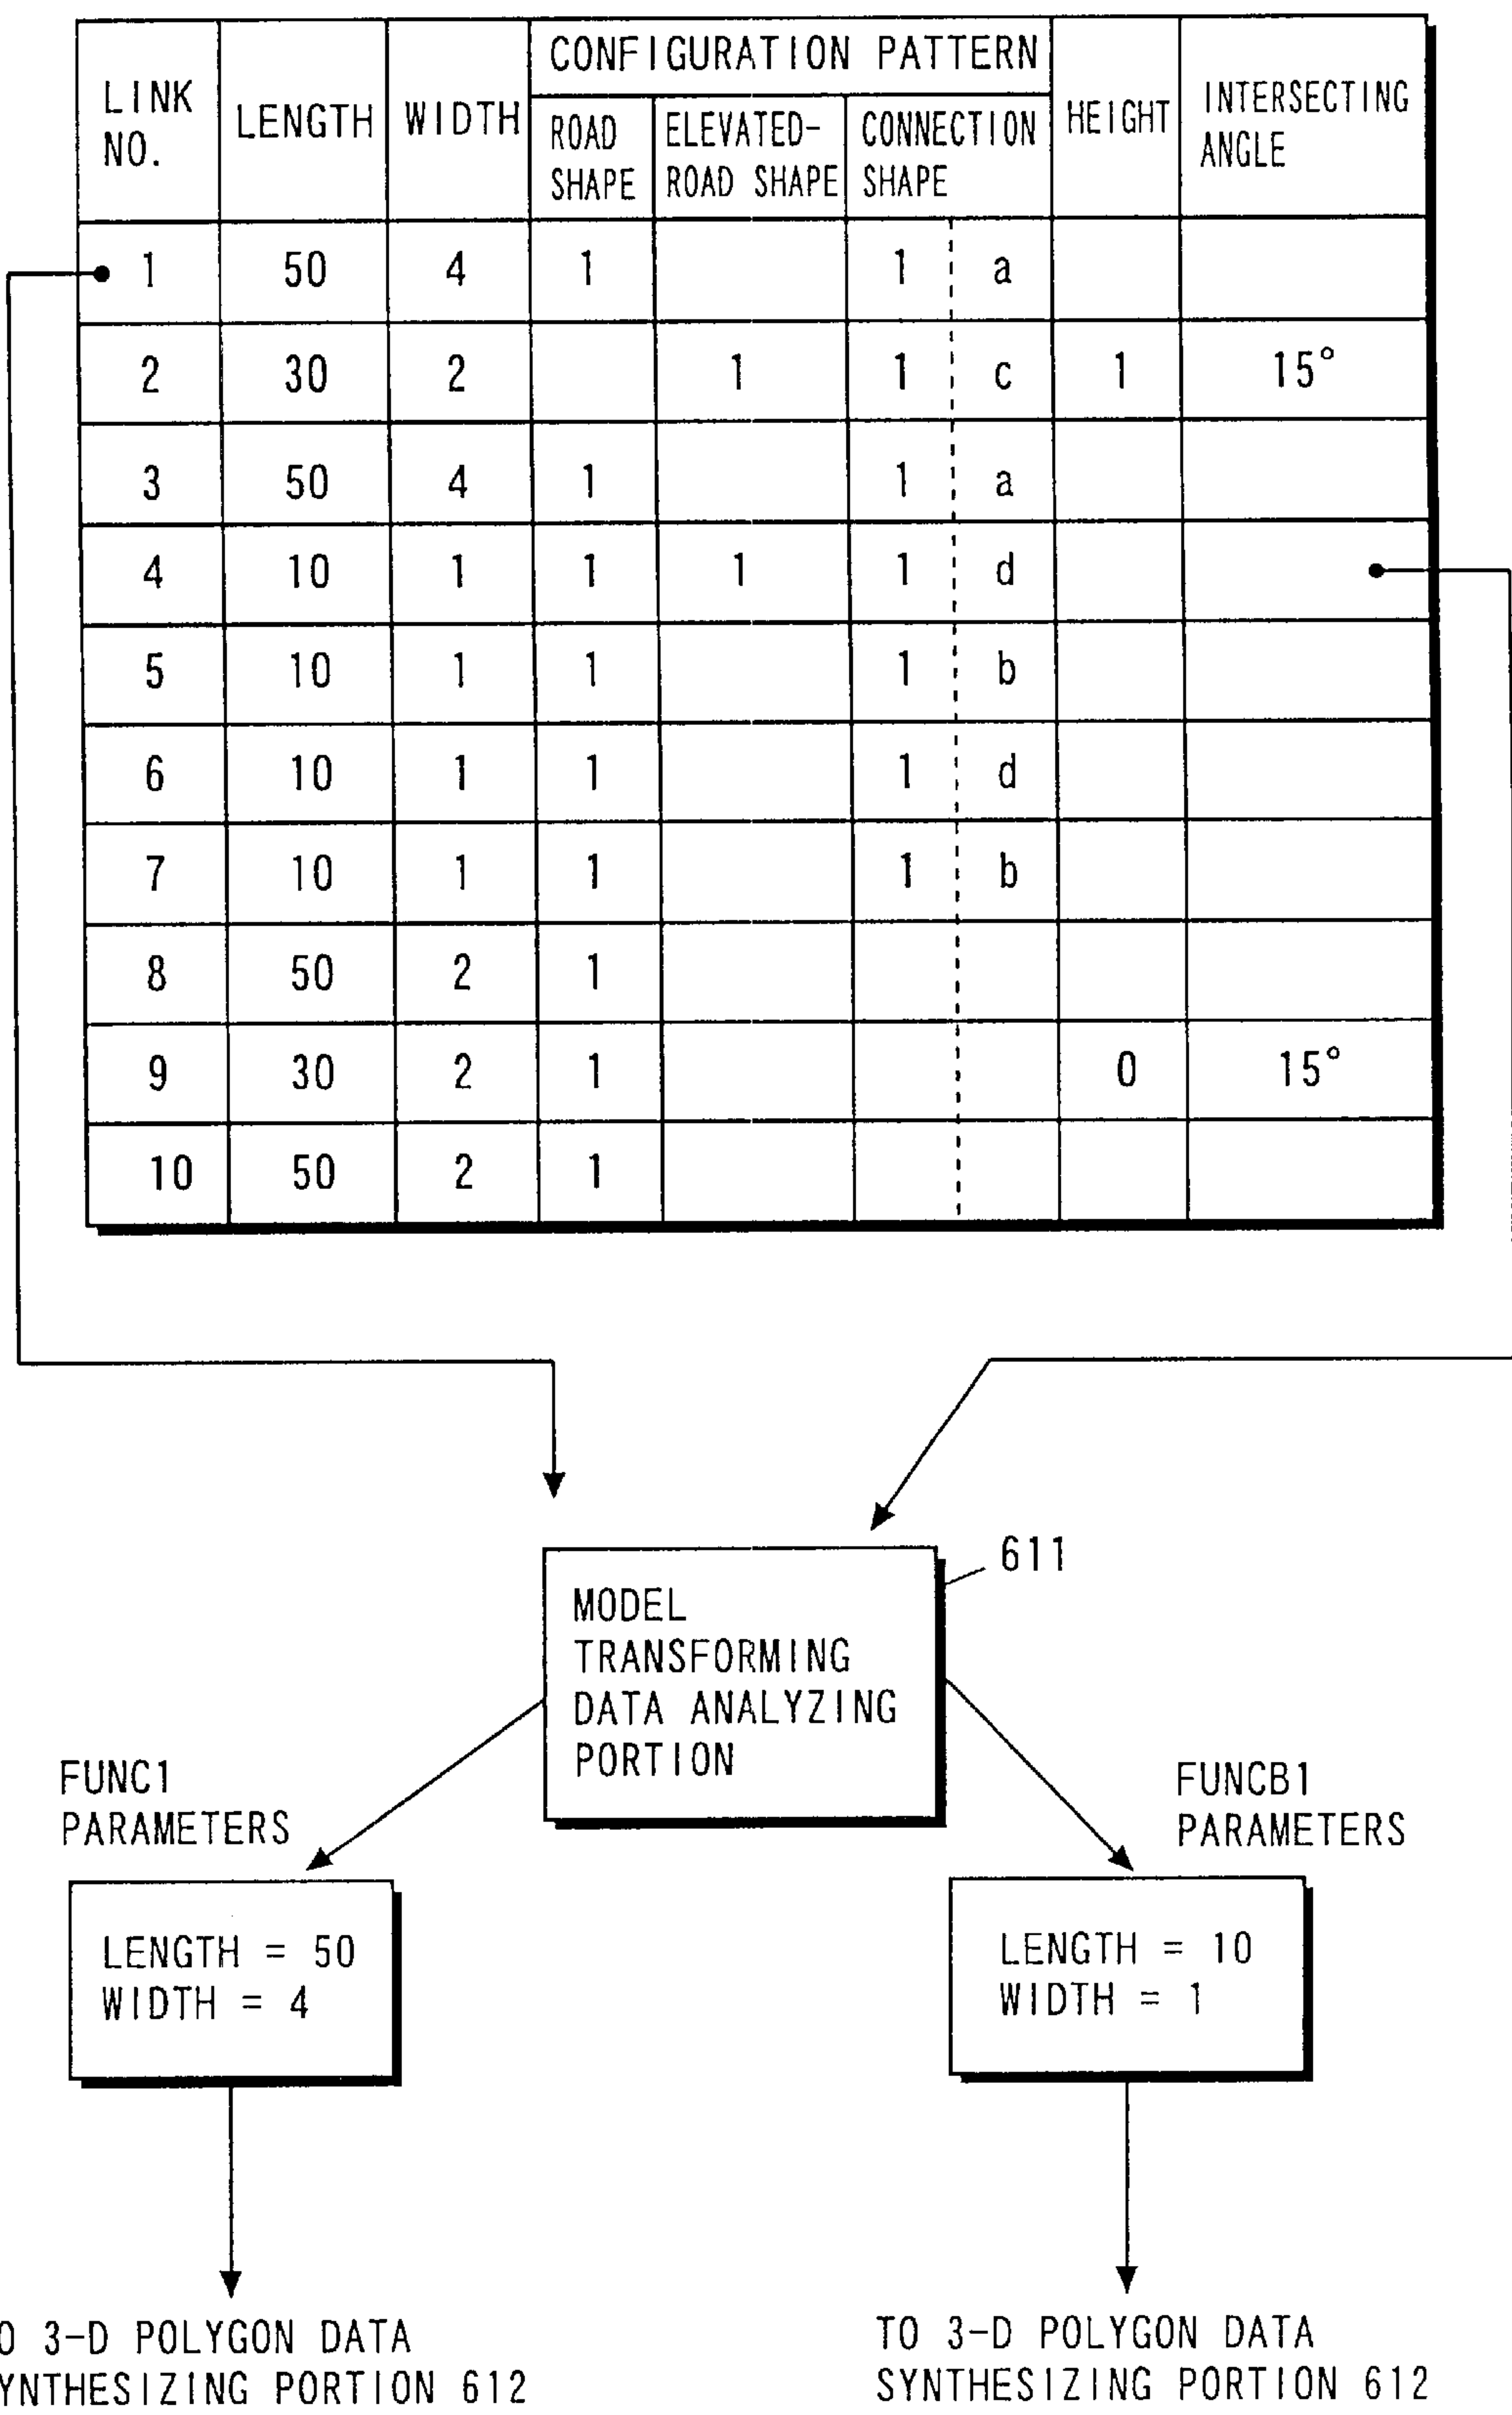 LINK NO. LENGTH WIDTH CONFIGURATION PATTERN HEIGHT INTERSECTING ANGLE
ROAD SHAPE ELEVATED-ROAD SHAPE CONNECTION SHAPE
1 50 4 1 1 a
2 30 2 1 1 c 1 15°
3 50 4 1 1 a
4 10 1 1 1 1 d
5 10 1 1 1 b
6 10 1 1 1 d
7 10 1 1 1 b
8 50 2 1
9 30 2 1 0 15°
10 50 2 1
611
MODEL
TRANSFORMING
DATA ANALYZING
PORTION
FUNC1
PARAMETERS
LENGTH = 50
WIDTH = 4
O 3-D POLYGON DATA
YNTHESIZING PORTION 612
FUNCB1
PARAMETERS
LENGTH = 10
WIDTH = 1
TO 3-D POLYGON DATA
SYNTHESIZING PORTION 612